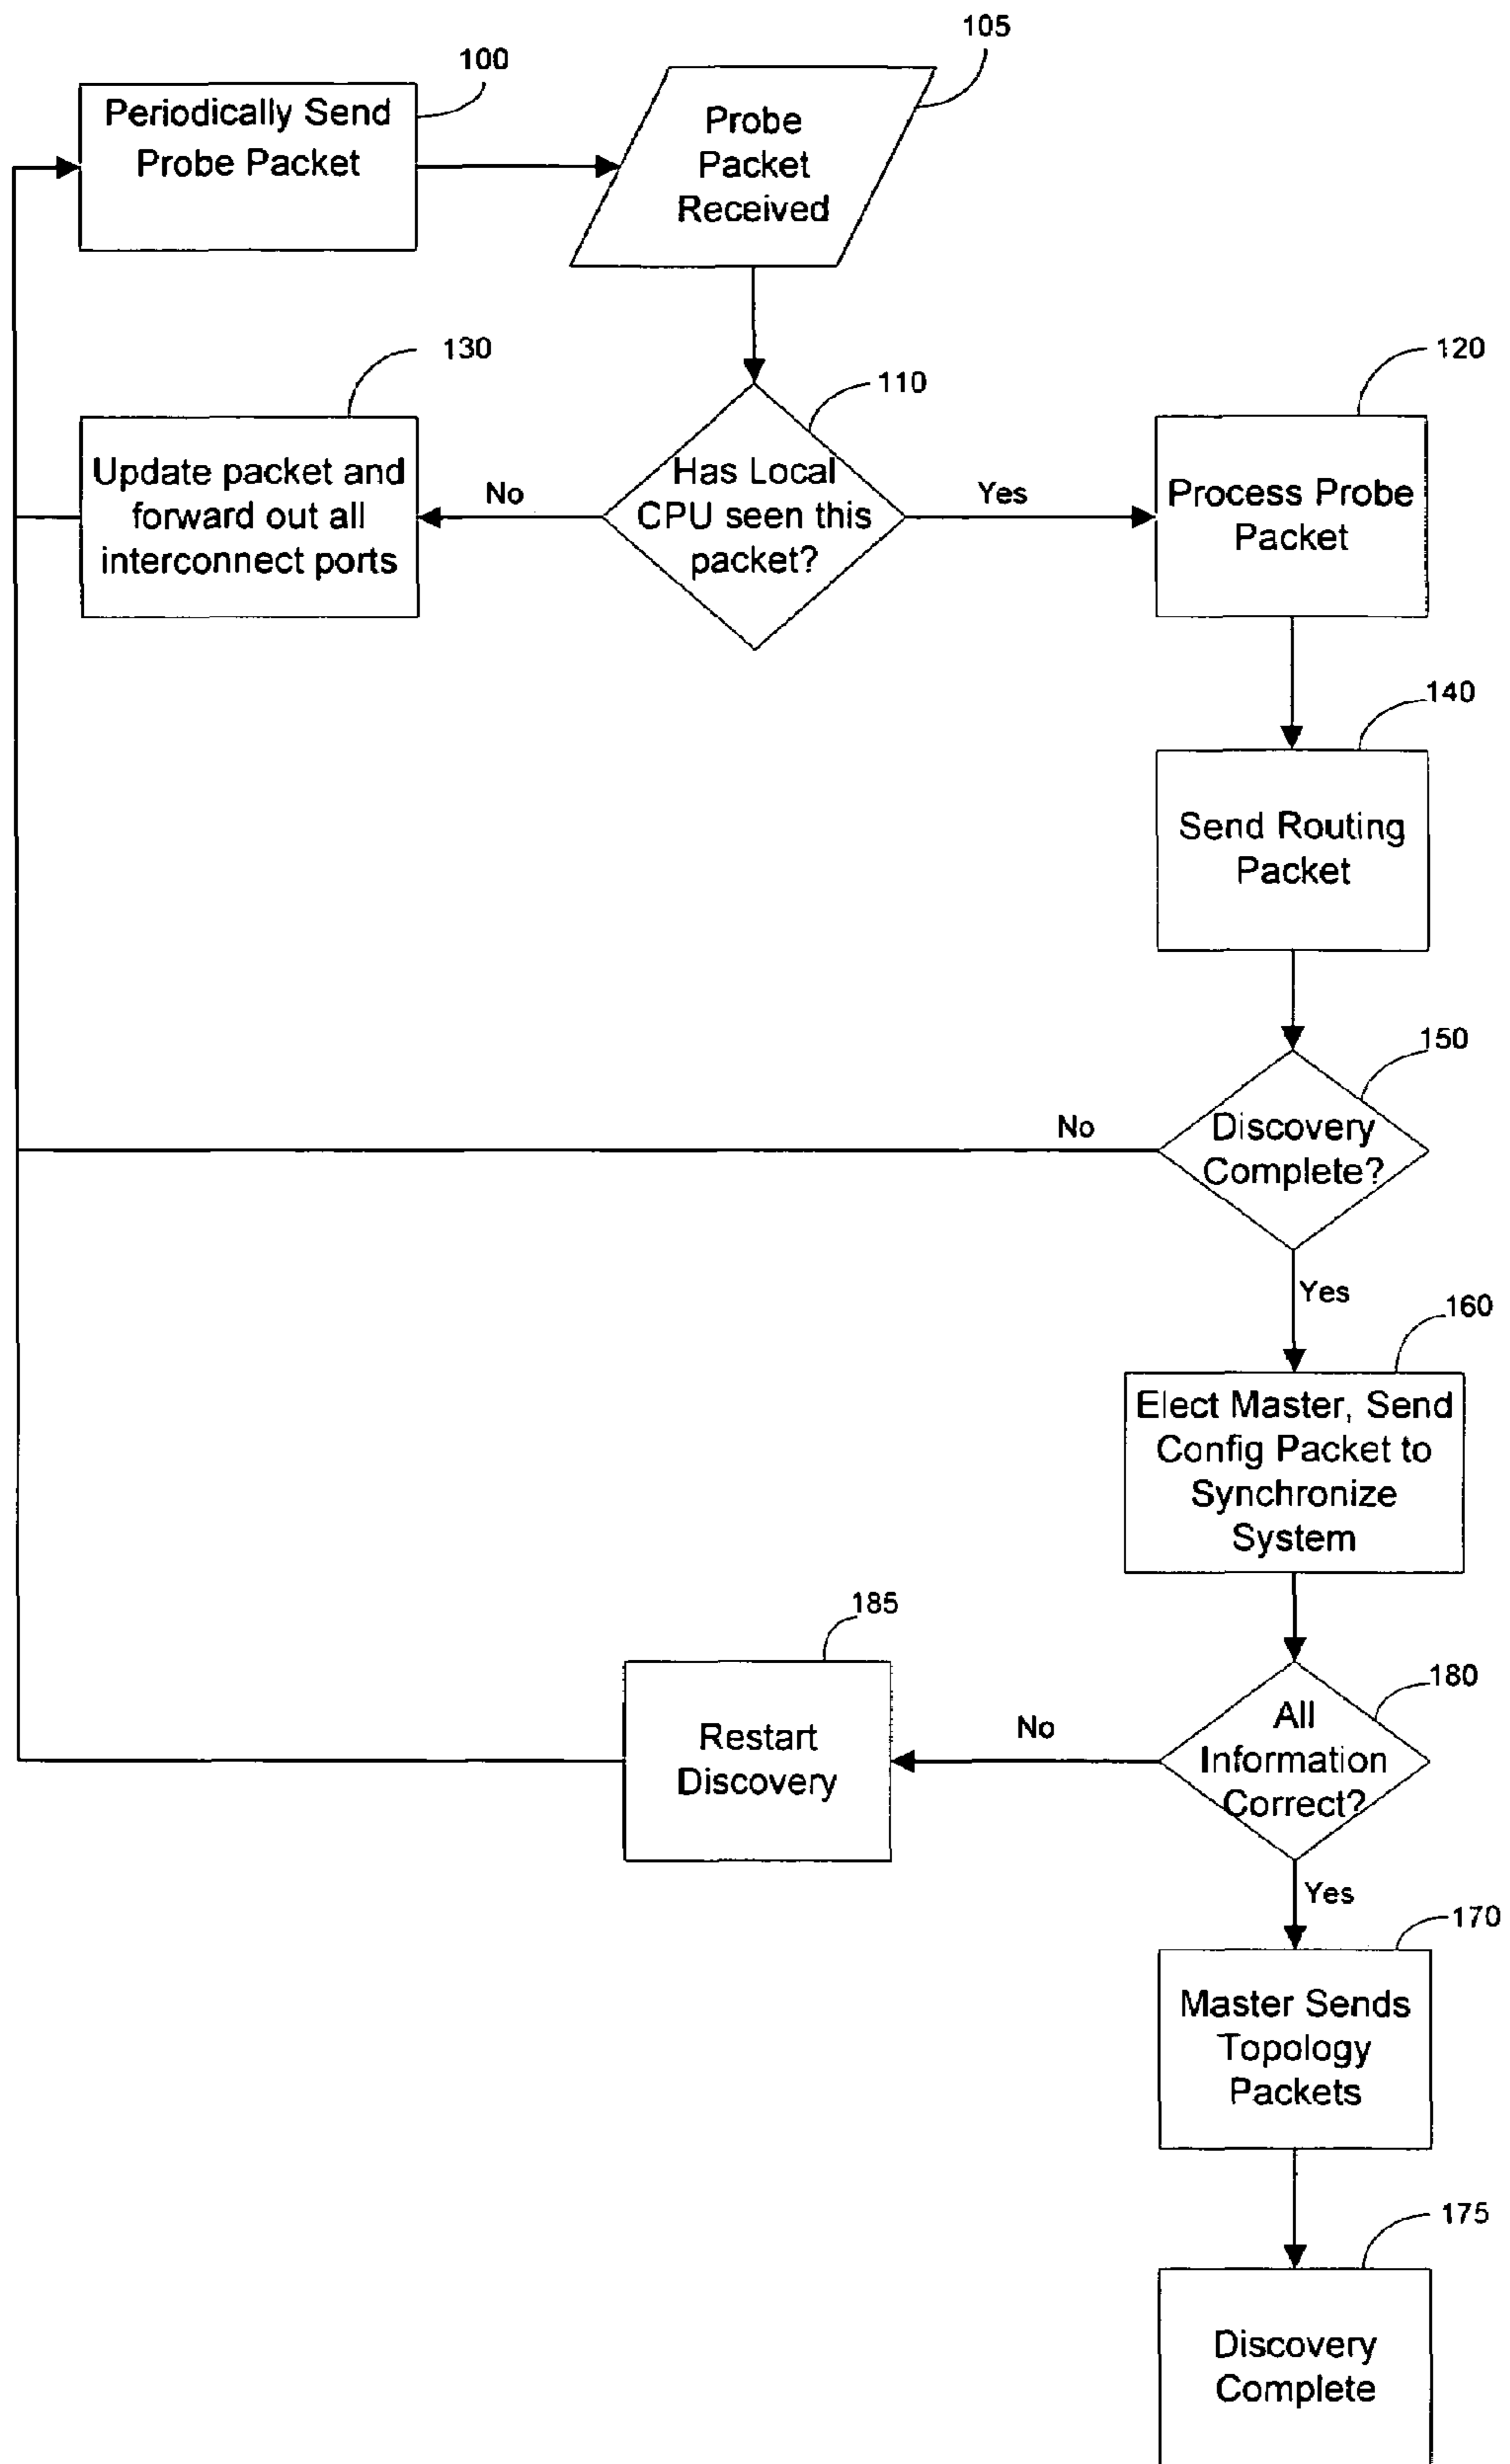 105
100
Periodically Send
Probe Packet
Probe
Packet
Received
130
110
120
Update packet and
forward out all
interconnect ports
No
Has Local
CPU seen this
packet?
Yes
Process Probe
Packet
140
Send Routing
Packet
150
No
Discovery
Complete?
Yes
160
Elect Master, Send
Config Packet to
Synchronize
System
185
Restart
Discovery
No
180
All
Information
Correct?
Yes
170
Master Sends
Topology
Packets
175
Discovery
Complete